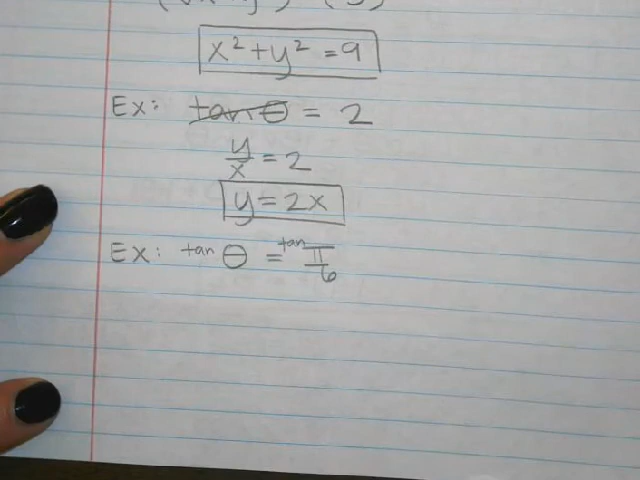 x² + y² = 9
Ex: tan θ = 2
y/x = 2
y = 2x
Ex: tan θ = tan π/6